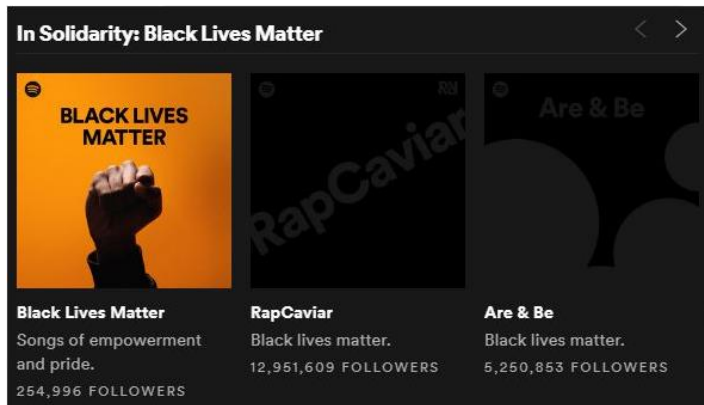 In Solidarity: Black Lives Matter
BLACK LIVES
MATTER
RapCaviar
Are & Be
Black Lives Matter
Songs of empowerment
and pride.
254,996 FOLLOWERS
RapCaviar
Black lives matter.
12,951,609 FOLLOWERS
Are & Be
Black lives matter.
5,250,853 FOLLOWERS